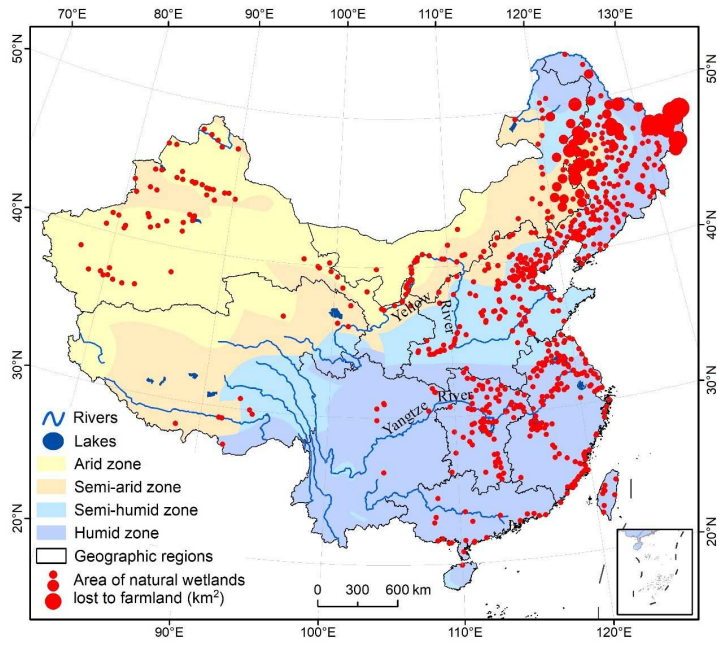 70°E 80°E 90°E 100°E 110°E 120°E 130°E
50°N
50°N
40°N
40°N
30°N
30°N
20°N
20°N
Yellow
River
Yangtze River
Rivers
Lakes
Arid zone
Semi-arid zone
Semi-humid zone
Humid zone
Geographic regions
Area of natural wetlands
lost to farmland (km²)
0 300 600 km
90°E 100°E 110°E 120°E